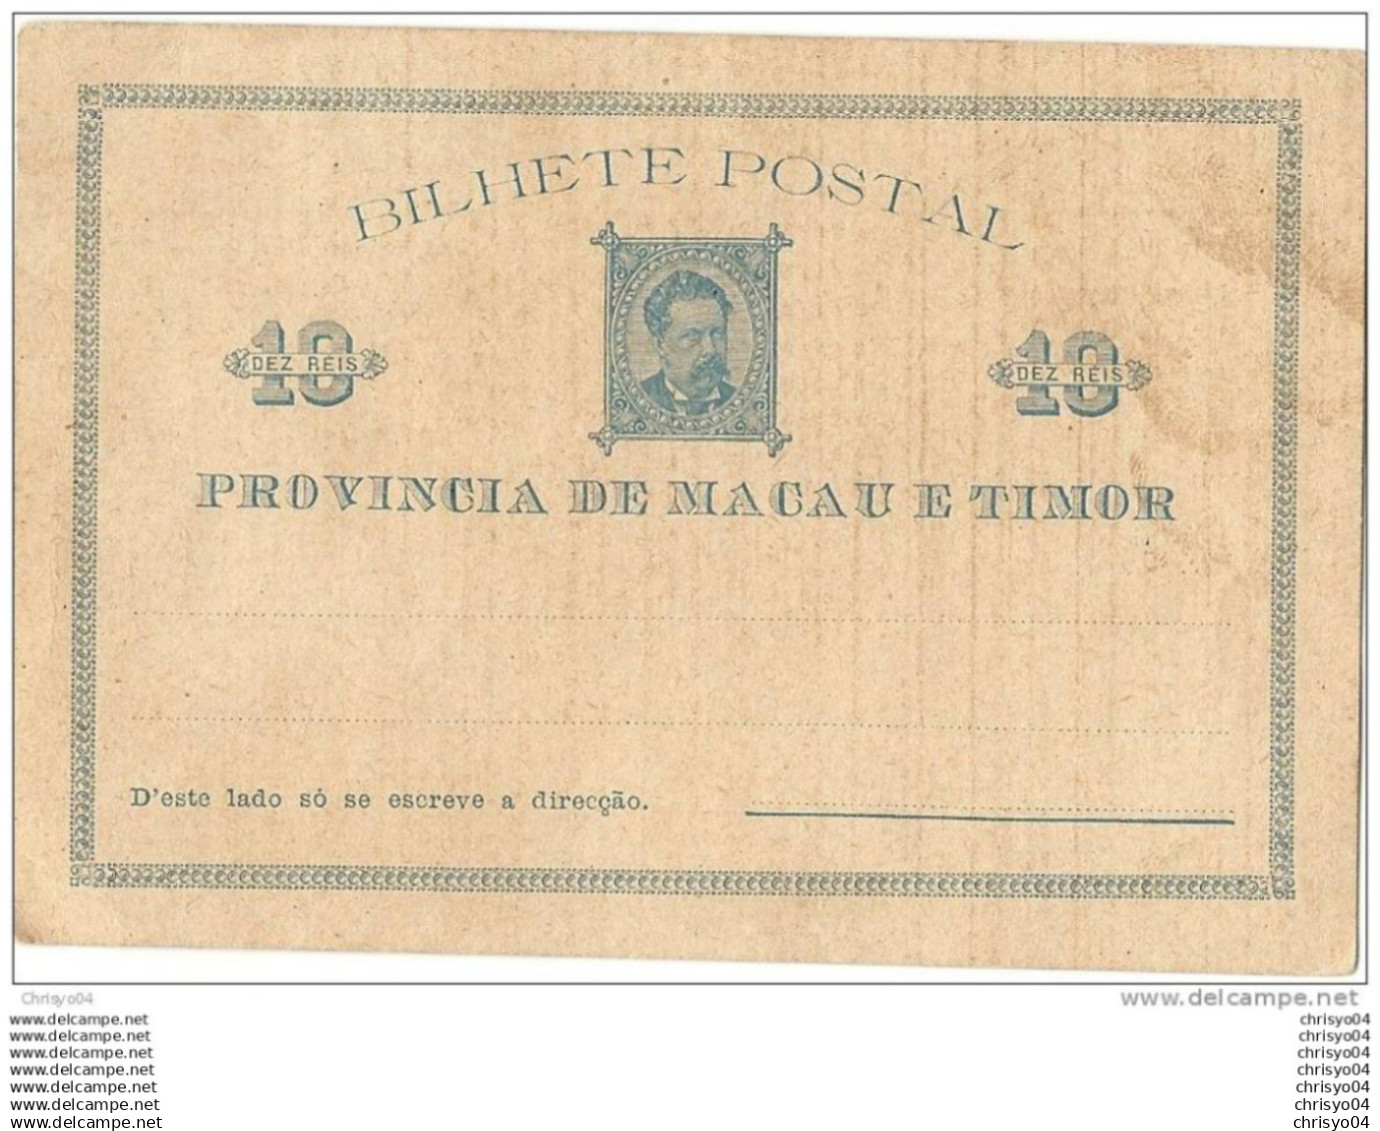 BILHETE POSTAL
10 DEZ RÉIS
10 DEZ RÉIS
PROVINCIA DE MACAU E TIMOR
D'este lado só se escreve a direcção.
Chrisyo04
www.delcampe.net
www.delcampe.net
www.delcampe.net
www.delcampe.net
www.delcampe.net
www.delcampe.net
www.delcampe.net
www.delcampe.net
chrisyo04
chrisyo04
chrisyo04
chrisyo04
chrisyo04
chrisyo04
chrisyo04